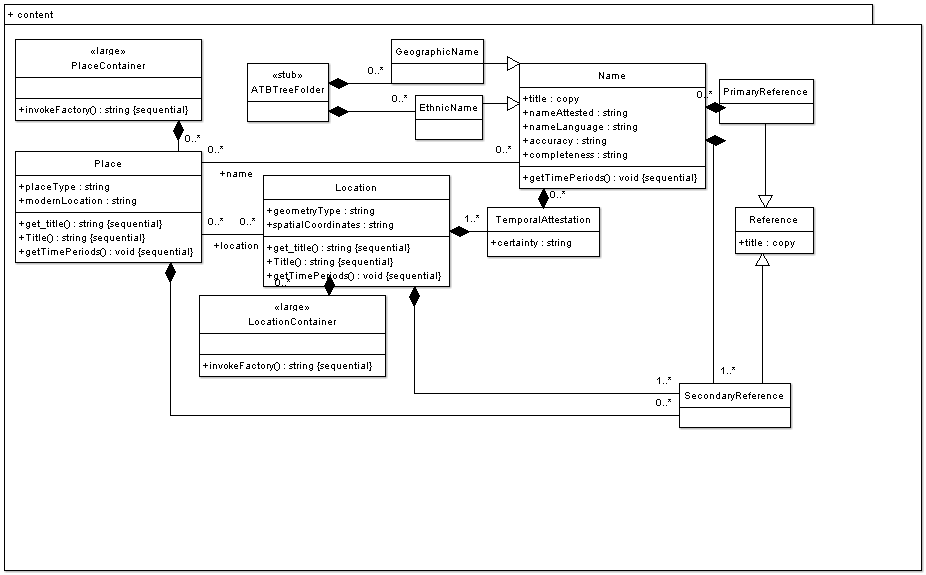 + content
«large»
PlaceContainer
+invokeFactory() : string {sequential}
0..*
«stub»
ATBTreeFolder
0..*
0..*
GeographicName
EthnicName
Name
+title : copy
+nameAttested : string
+nameLanguage : string
+accuracy : string
+completeness : string
+getTimePeriods() : void {sequential}
0..*
PrimaryReference
Place
+placeType : string
+modernLocation : string
+get_title() : string {sequential}
+Title() : string {sequential}
+getTimePeriods() : void {sequential}
0..*
+name
0..*
0..*
0..*
+location
Location
+geometryType : string
+spatialCoordinates : string
+get_title() : string {sequential}
+Title() : string {sequential}
+getTimePeriods() : void {sequential}
0..*
1..*
0..*
TemporalAttestation
+certainty : string
Reference
+title : copy
«large»
LocationContainer
+invokeFactory() : string {sequential}
1..*
0..*
1..*
SecondaryReference